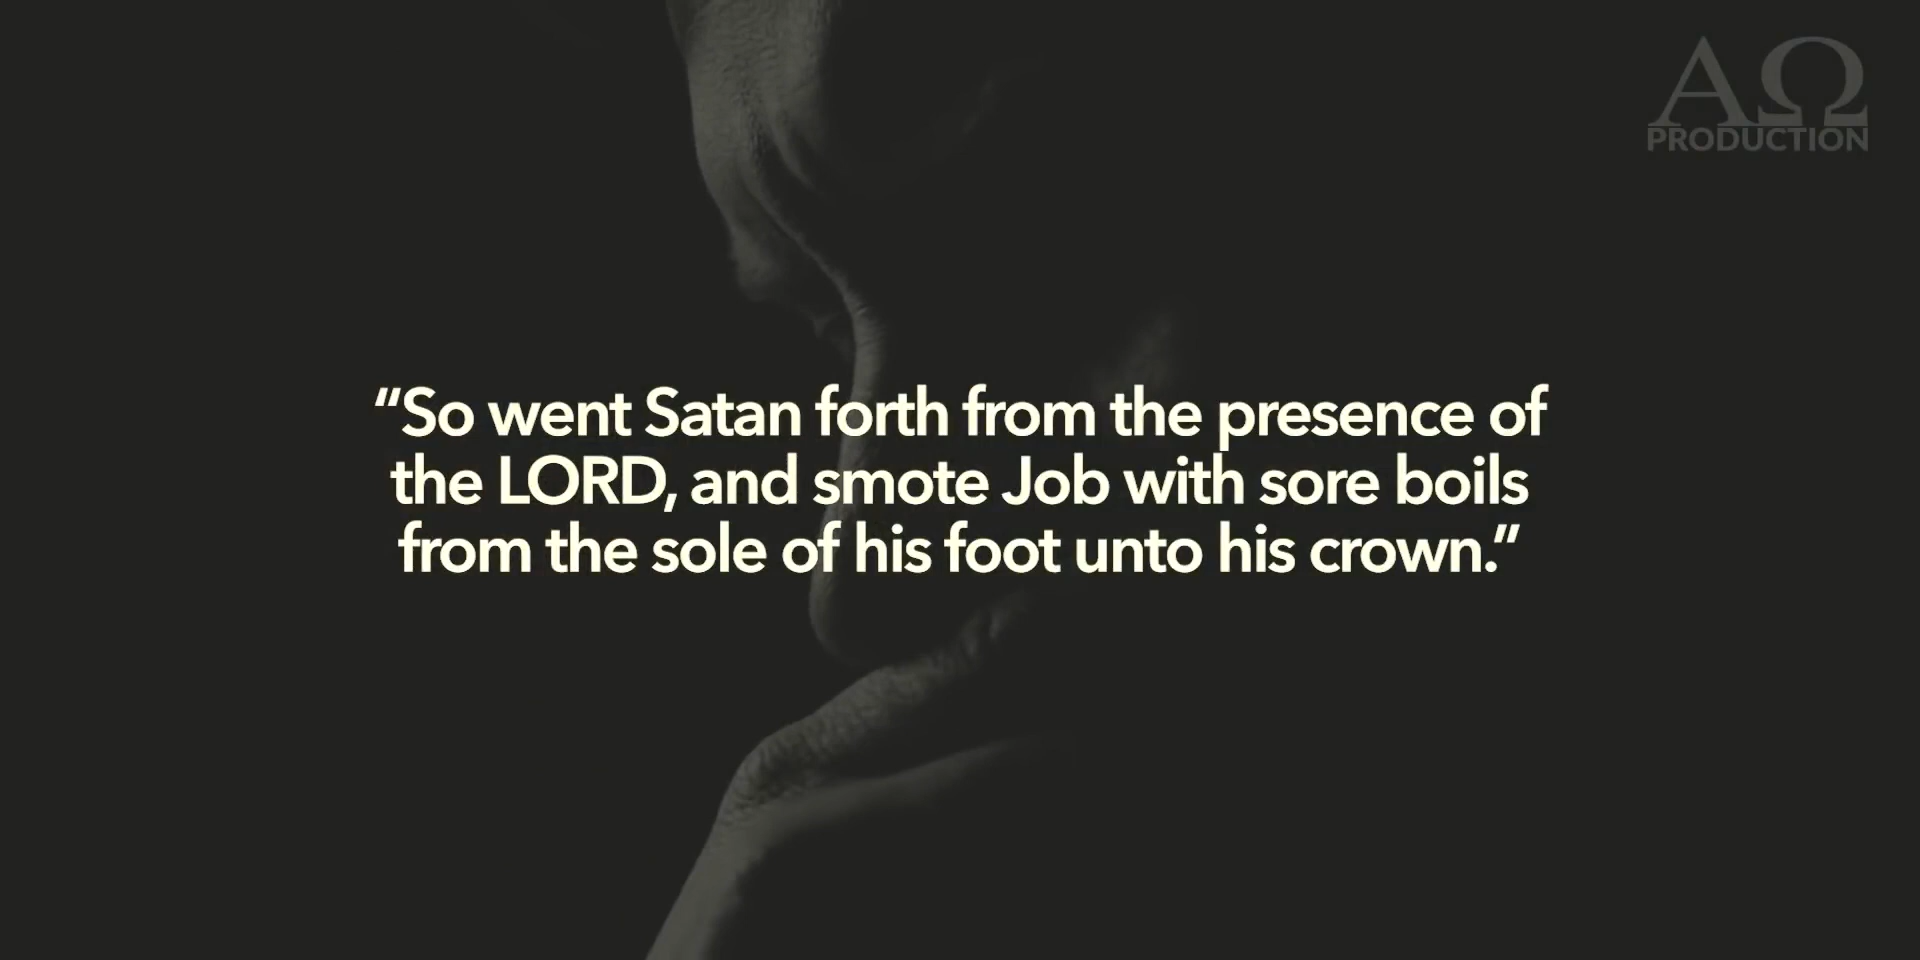 ΑΩ
PRODUCTION
“So went Satan forth from the presence of
the LORD, and smote Job with sore boils
from the sole of his foot unto his crown.”